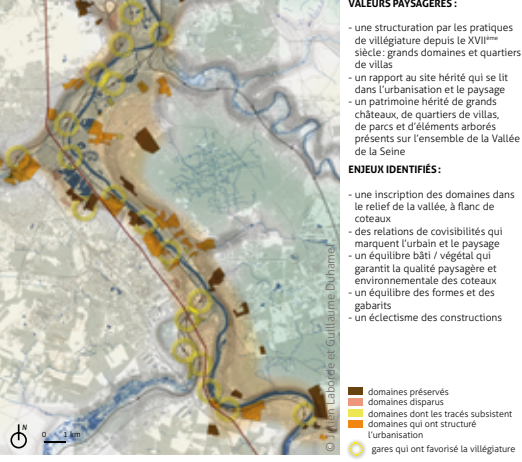 VALEURS PAYSAGÈRES :
- une structuration par les pratiques
de villégiature depuis le XVIIème
siècle : grands domaines et quartiers
de villas
- un rapport au site hérité qui se lit
dans l'urbanisation et le paysage
- un patrimoine hérité de grands
châteaux, de quartiers de villas,
de parcs et d'éléments arborés
présents sur l'ensemble de la Vallée
de la Seine
ENJEUX IDENTIFIÉS :
- une inscription des domaines dans
le relief de la vallée, à flanc de
coteaux
- des relations de covisibilités qui
marquent l'urbain et le paysage
- un équilibre bâti / végétal qui
garantit la qualité paysagère et
environnementale des coteaux
- un équilibre des formes et des
gabarits
- un éclectisme des constructions
domaines préservés
domaines disparus
domaines dont les tracés subsistent
domaines qui ont structuré
l'urbanisation
gares qui ont favorisé la villégiature
N
0 1 km
© Julien Laborde et Guillaume Duhamel